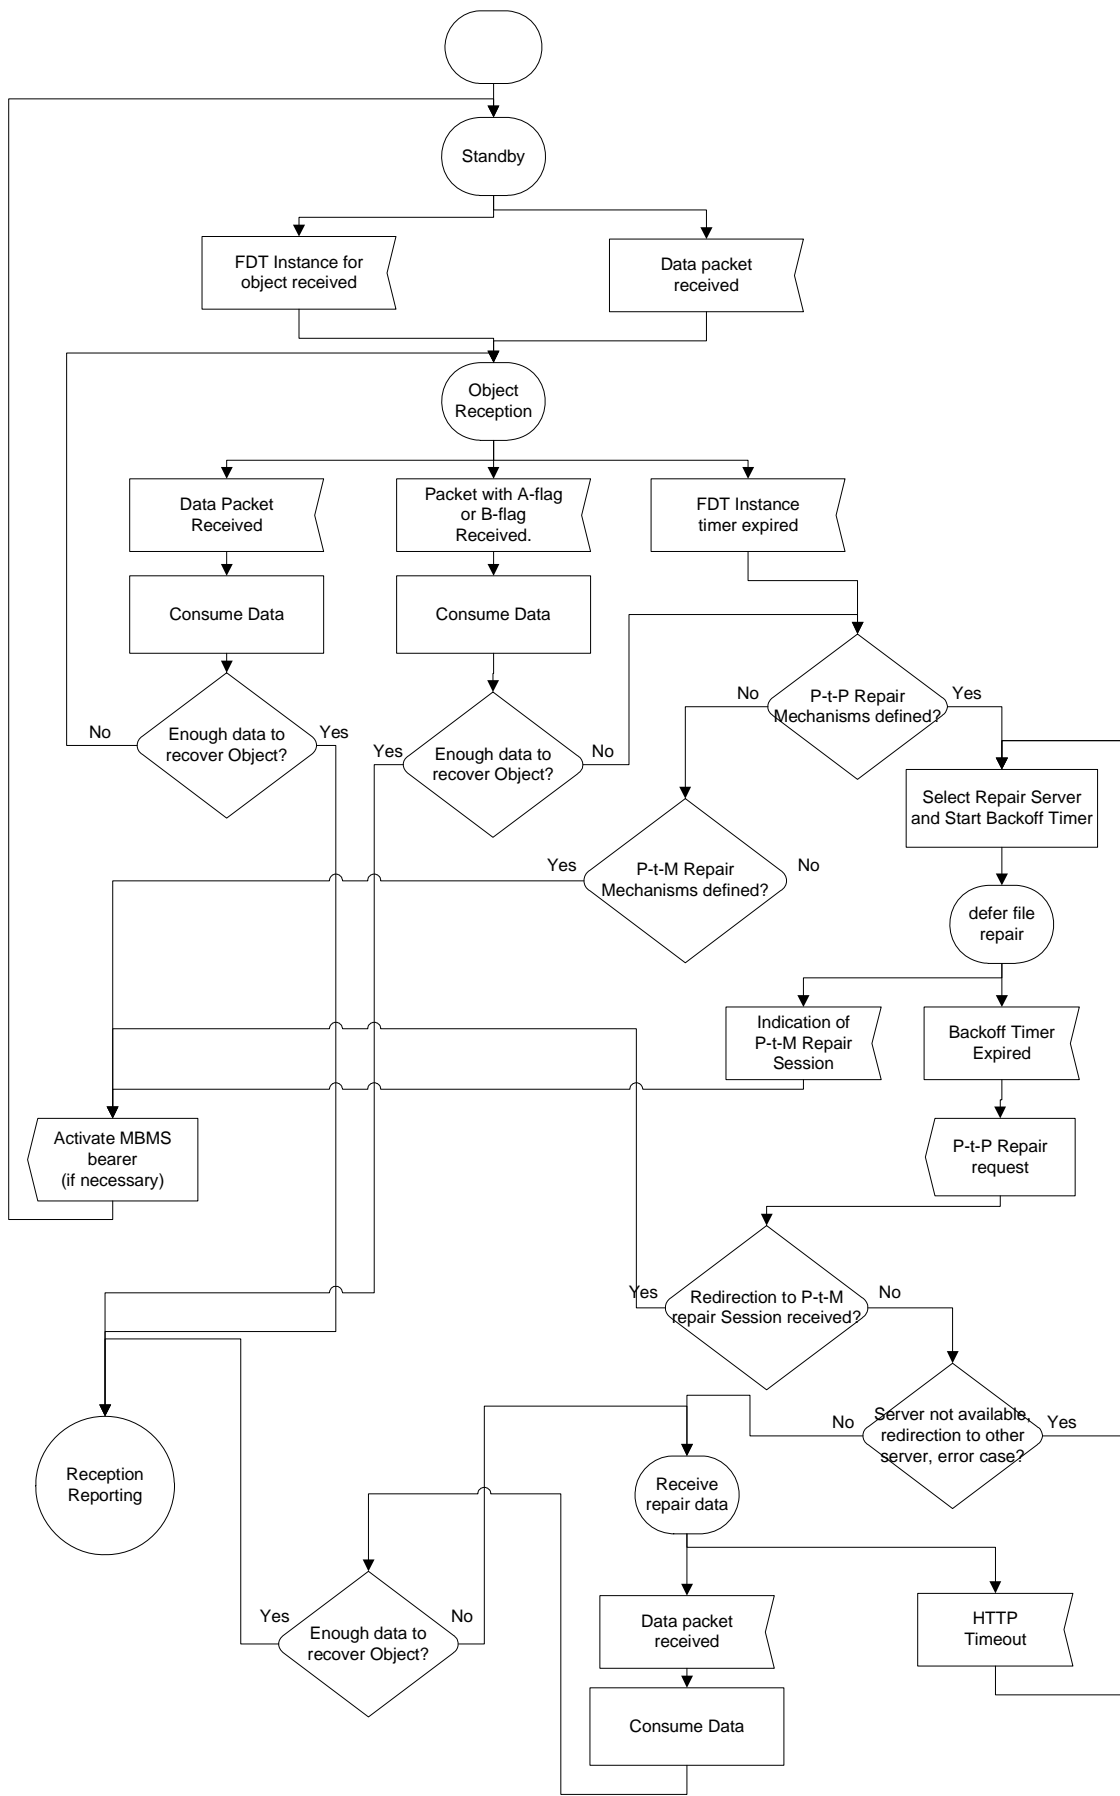 Standby
FDT Instance for
object received
Data packet
received
Object
Reception
Data Packet
Received
Packet with A-flag
or B-flag
Received.
FDT Instance
timer expired
Consume Data
Consume Data
No
P-t-P Repair
Mechanisms defined?
Yes
No
Enough data to
recover Object?
Yes
Yes
Enough data to
recover Object?
No
Select Repair Server
and Start Backoff Timer
Yes
P-t-M Repair
Mechanisms defined?
No
defer file
repair
Indication of
P-t-M Repair
Session
Backoff Timer
Expired
Activate MBMS
bearer
(if necessary)
P-t-P Repair
request
Yes
Redirection to P-t-M
repair Session received?
No
No
Server not available,
redirection to other
server, error case?
Yes
Reception
Reporting
Receive
repair data
Yes
Enough data to
recover Object?
No
Data packet
received
HTTP
Timeout
Consume Data